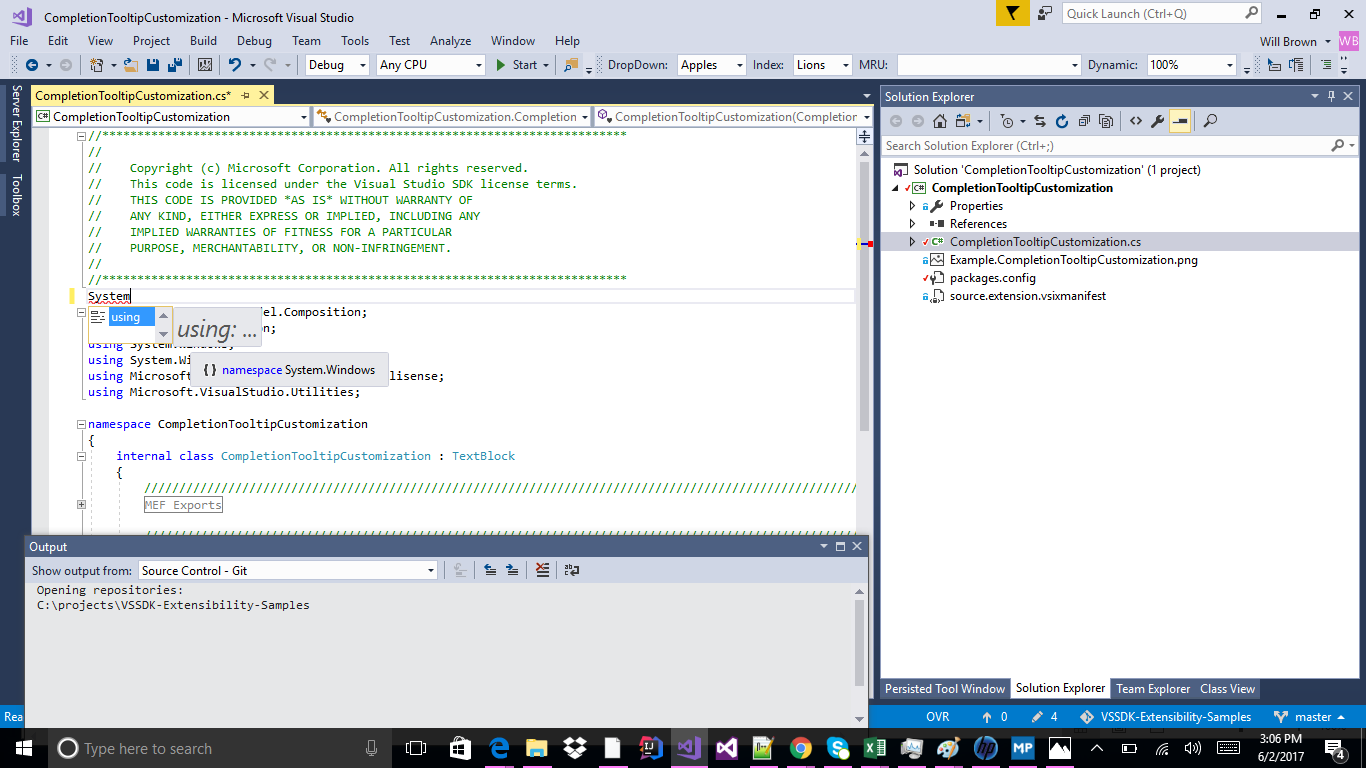 CompletionTooltipCustomization - Microsoft Visual Studio
Quick Launch (Ctrl+Q)
File Edit View Project Build Debug Team Tools Test Analyze Window Help
Will Brown WB
Debug Any CPU Start DropDown: Apples Index: Lions MRU: Dynamic: 100%
Server Explorer
Toolbox
CompletionTooltipCustomization.cs*
CompletionTooltipCustomization CompletionTooltipCustomization.Completion CompletionTooltipCustomization(Completion
//***************************************************************************
//
// Copyright (c) Microsoft Corporation. All rights reserved.
// This code is licensed under the Visual Studio SDK license terms.
// THIS CODE IS PROVIDED *AS IS* WITHOUT WARRANTY OF
// ANY KIND, EITHER EXPRESS OR IMPLIED, INCLUDING ANY
// IMPLIED WARRANTIES OF FITNESS FOR A PARTICULAR
// PURPOSE, MERCHANTABILITY, OR NON-INFRINGEMENT.
//
//***************************************************************************
System
using
using: ...
el.Composition;
on;
using System.Windows;
using System.Wi
{} namespace System.Windows
using Microsoft lisense;
using Microsoft.VisualStudio.Utilities;
namespace CompletionTooltipCustomization
{
internal class CompletionTooltipCustomization : TextBlock
{
MEF Exports
Output
Show output from: Source Control - Git
Opening repositories:
C:\projects\VSSDK-Extensibility-Samples
Solution Explorer
Search Solution Explorer (Ctrl+;)
Solution 'CompletionTooltipCustomization' (1 project)
C# CompletionTooltipCustomization
Properties
References
C# CompletionTooltipCustomization.cs
Example.CompletionTooltipCustomization.png
packages.config
source.extension.vsixmanifest
Persisted Tool Window Solution Explorer Team Explorer Class View
Rea OVR 0 4 VSSDK-Extensibility-Samples master
Type here to search
MP
3:06 PM
6/2/2017
4